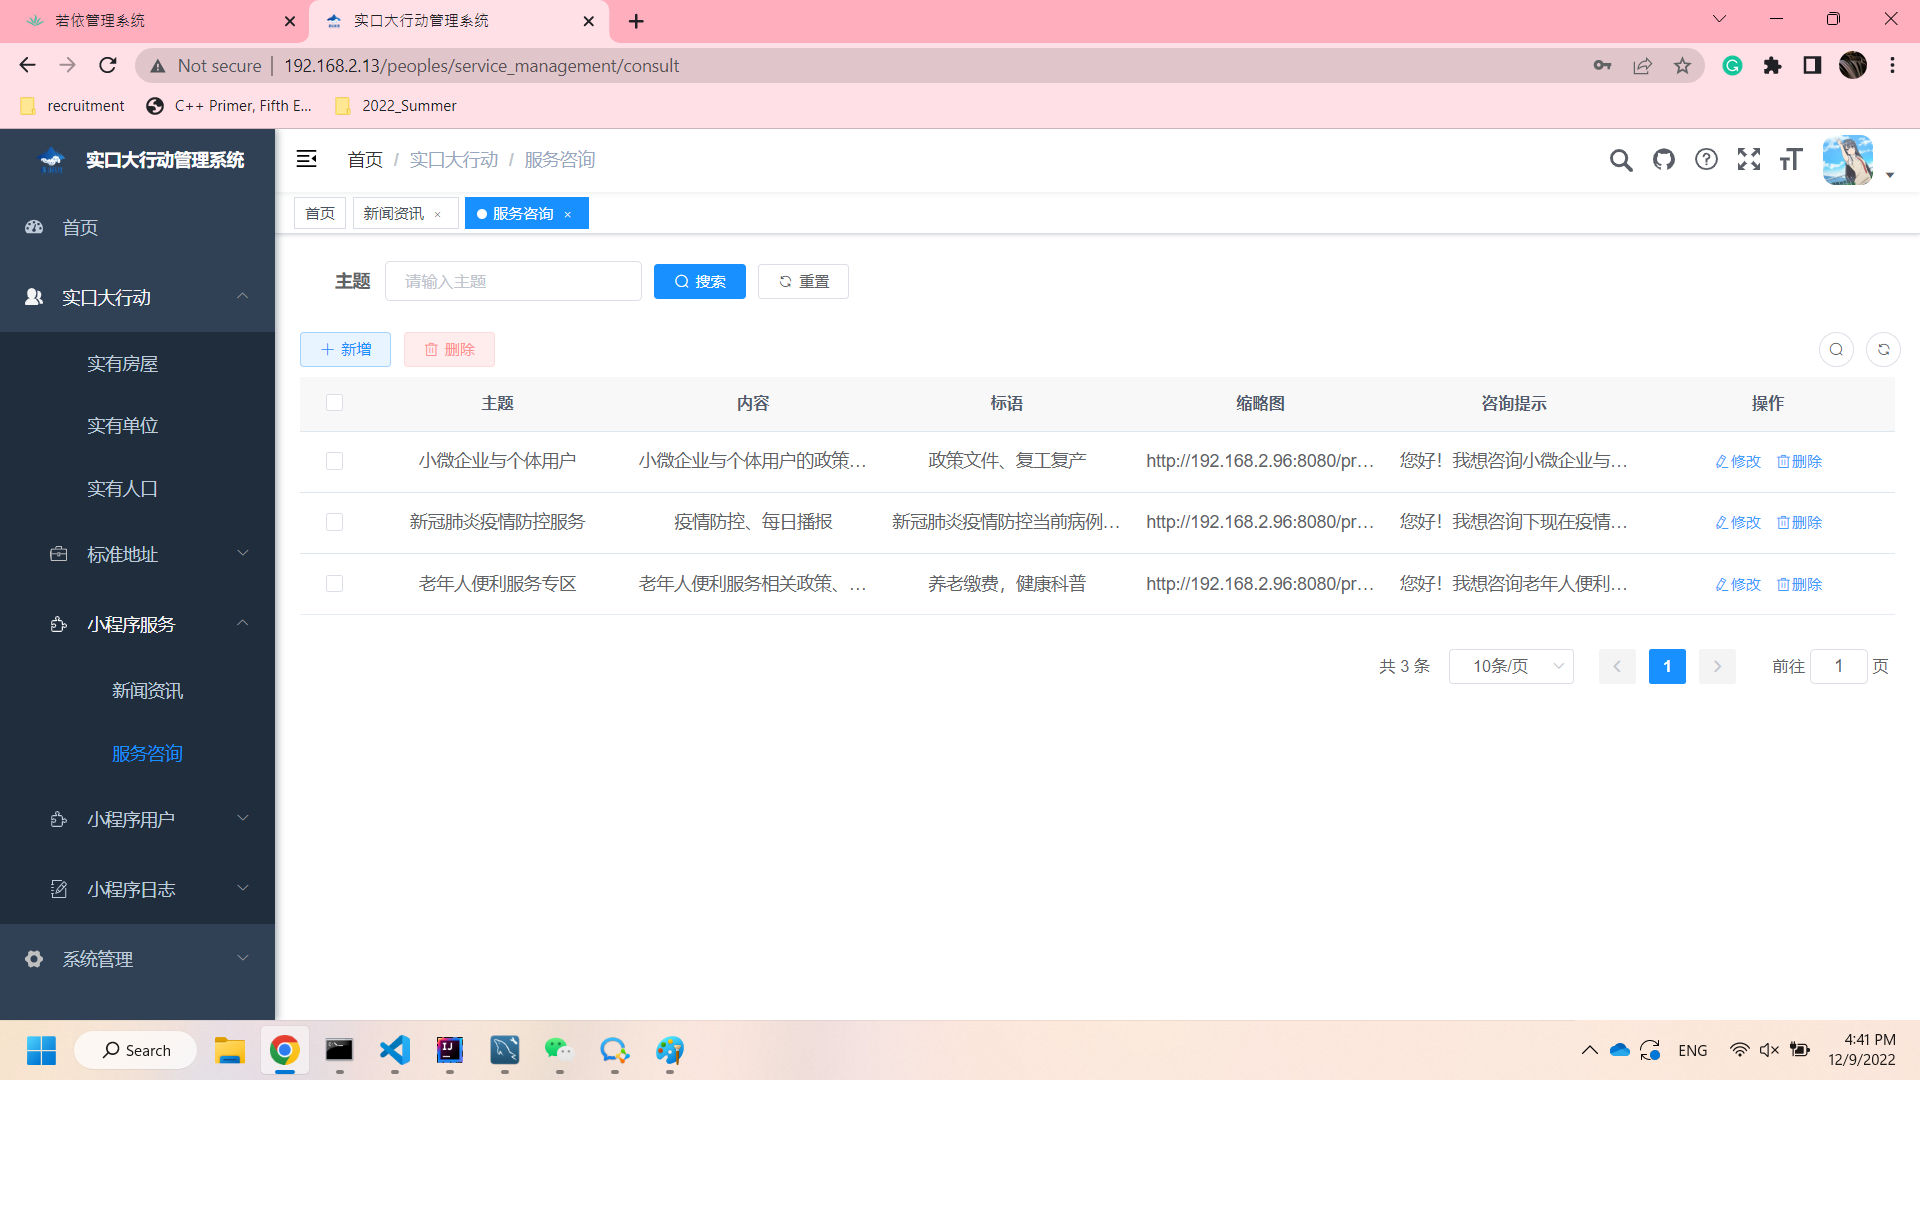 若依管理系统
实口大行动管理系统
Not secure
192.168.2.13/peoples/service_management/consult
recruitment
C++ Primer, Fifth E...
2022_Summer
实口大行动管理系统
首页
实口大行动
实有房屋
实有单位
实有人口
标准地址
小程序服务
新闻资讯
服务咨询
小程序用户
小程序日志
系统管理
首页 / 实口大行动 / 服务咨询
首页 新闻资讯 × 服务咨询 ×
主题 请输入主题 搜索 重置
新增 删除
主题 内容 标语 缩略图 咨询提示 操作
小微企业与个体用户 小微企业与个体用户的政策... 政策文件、复工复产 http://192.168.2.96:8080/pr... 您好！我想咨询小微企业与... 修改 删除
新冠肺炎疫情防控服务 疫情防控、每日播报 新冠肺炎疫情防控当前病例... http://192.168.2.96:8080/pr... 您好！我想咨询下现在疫情... 修改 删除
老年人便利服务专区 老年人便利服务相关政策、... 养老缴费，健康科普 http://192.168.2.96:8080/pr... 您好！我想咨询老年人便利... 修改 删除
共 3 条 10条/页 1 前往 1 页
Search
ENG
4:41 PM
12/9/2022